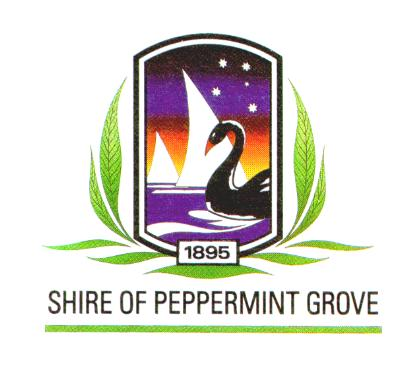 1895
SHIRE OF PEPPERMINT GROVE